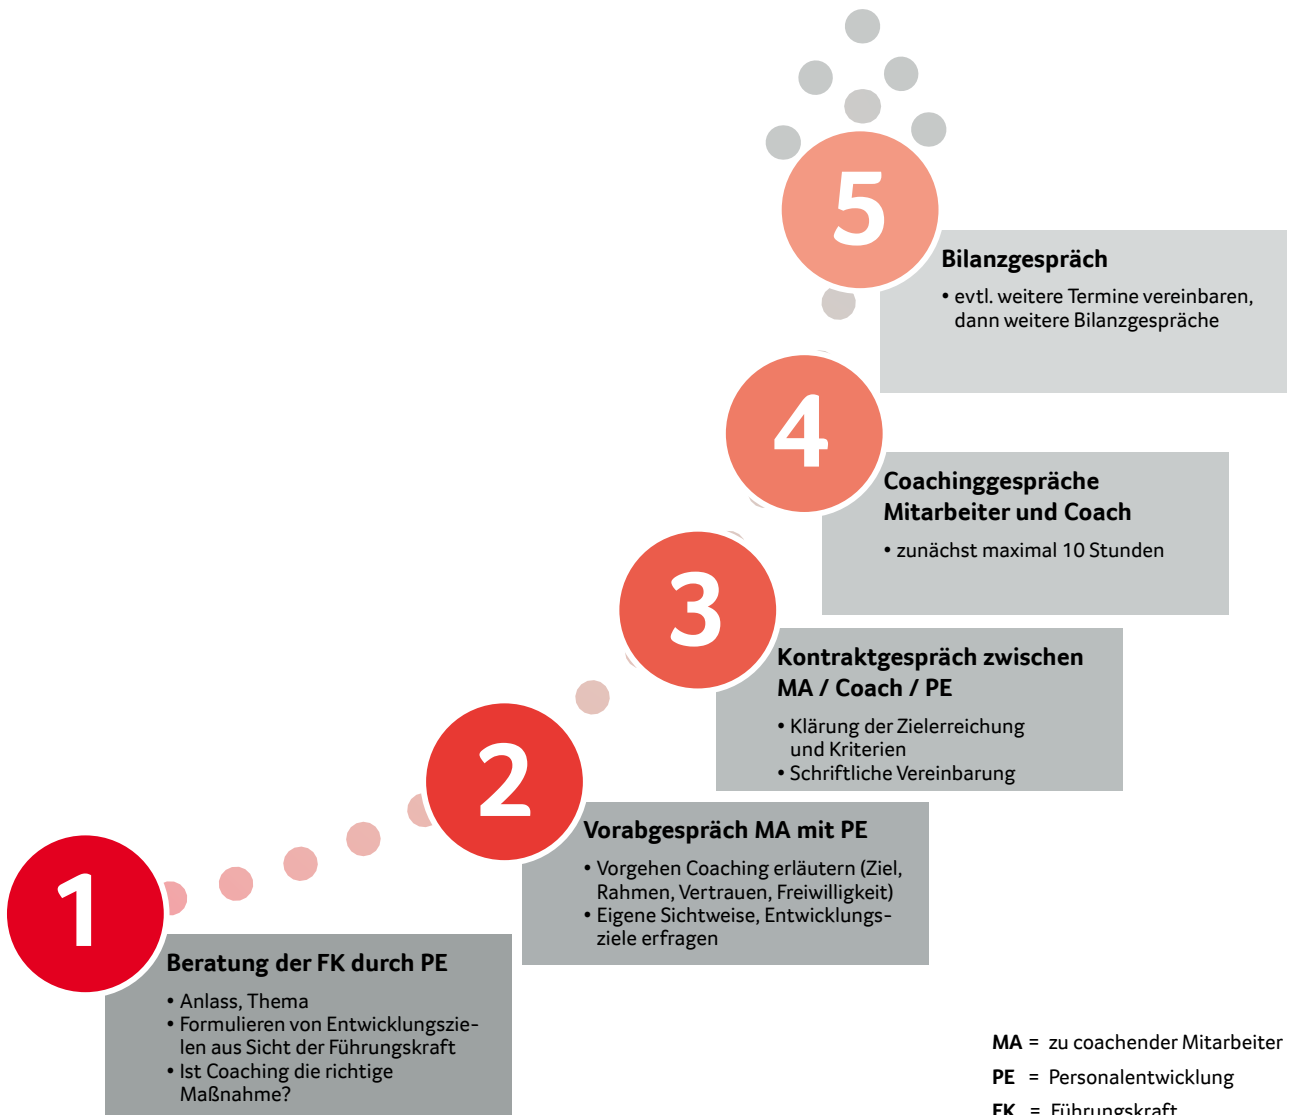 5
Bilanzgespräch
• evtl. weitere Termine vereinbaren,
dann weitere Bilanzgespräche
4
Coachinggespräche
Mitarbeiter und Coach
• zunächst maximal 10 Stunden
3
Kontraktgespräch zwischen
MA / Coach / PE
• Klärung der Zielerreichung
und Kriterien
• Schriftliche Vereinbarung
2
Vorabgespräch MA mit PE
• Vorgehen Coaching erläutern (Ziel,
Rahmen, Vertrauen, Freiwilligkeit)
• Eigene Sichtweise, Entwicklungs-
ziele erfragen
1
Beratung der FK durch PE
• Anlass, Thema
• Formulieren von Entwicklungszie-
len aus Sicht der Führungskraft
• Ist Coaching die richtige
Maßnahme?
MA = zu coachender Mitarbeiter
PE = Personalentwicklung
FK = Führungskraft